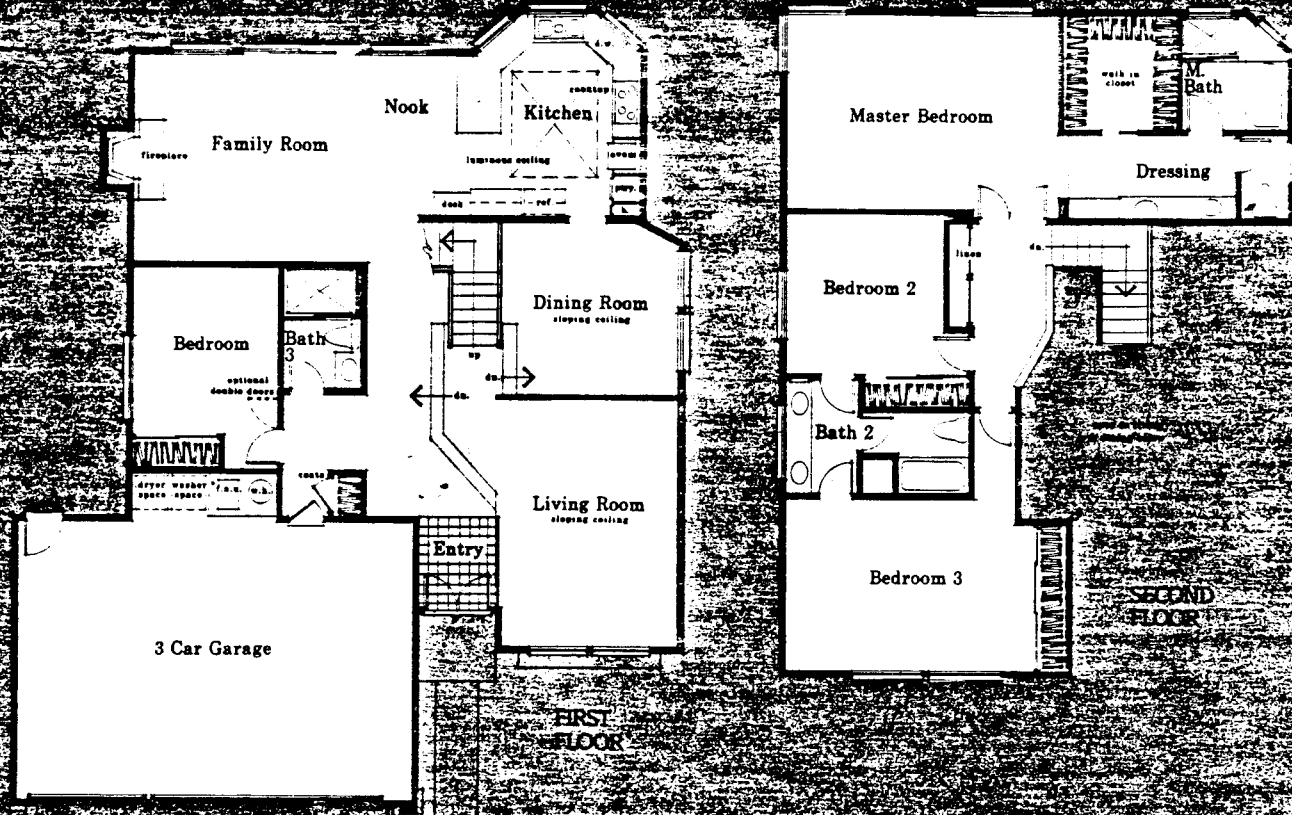 Nook
Family Room
fireplace
d.w.
cooktop
Kitchen
luminous ceiling
ovens
desk
ref
Dining Room
sloping ceiling
Bedroom
Bath
3
optional
double doors
up
dn.
dn.
dryer
space
washer
space
f.a.u.
w.h.
coats
Entry
Living Room
sloping ceiling
3 Car Garage
FIRST
FLOOR
Master Bedroom
walk in
closet
M.
Bath
Dressing
linen
dn.
Bedroom 2
Bath 2
Bedroom 3
SECOND
FLOOR